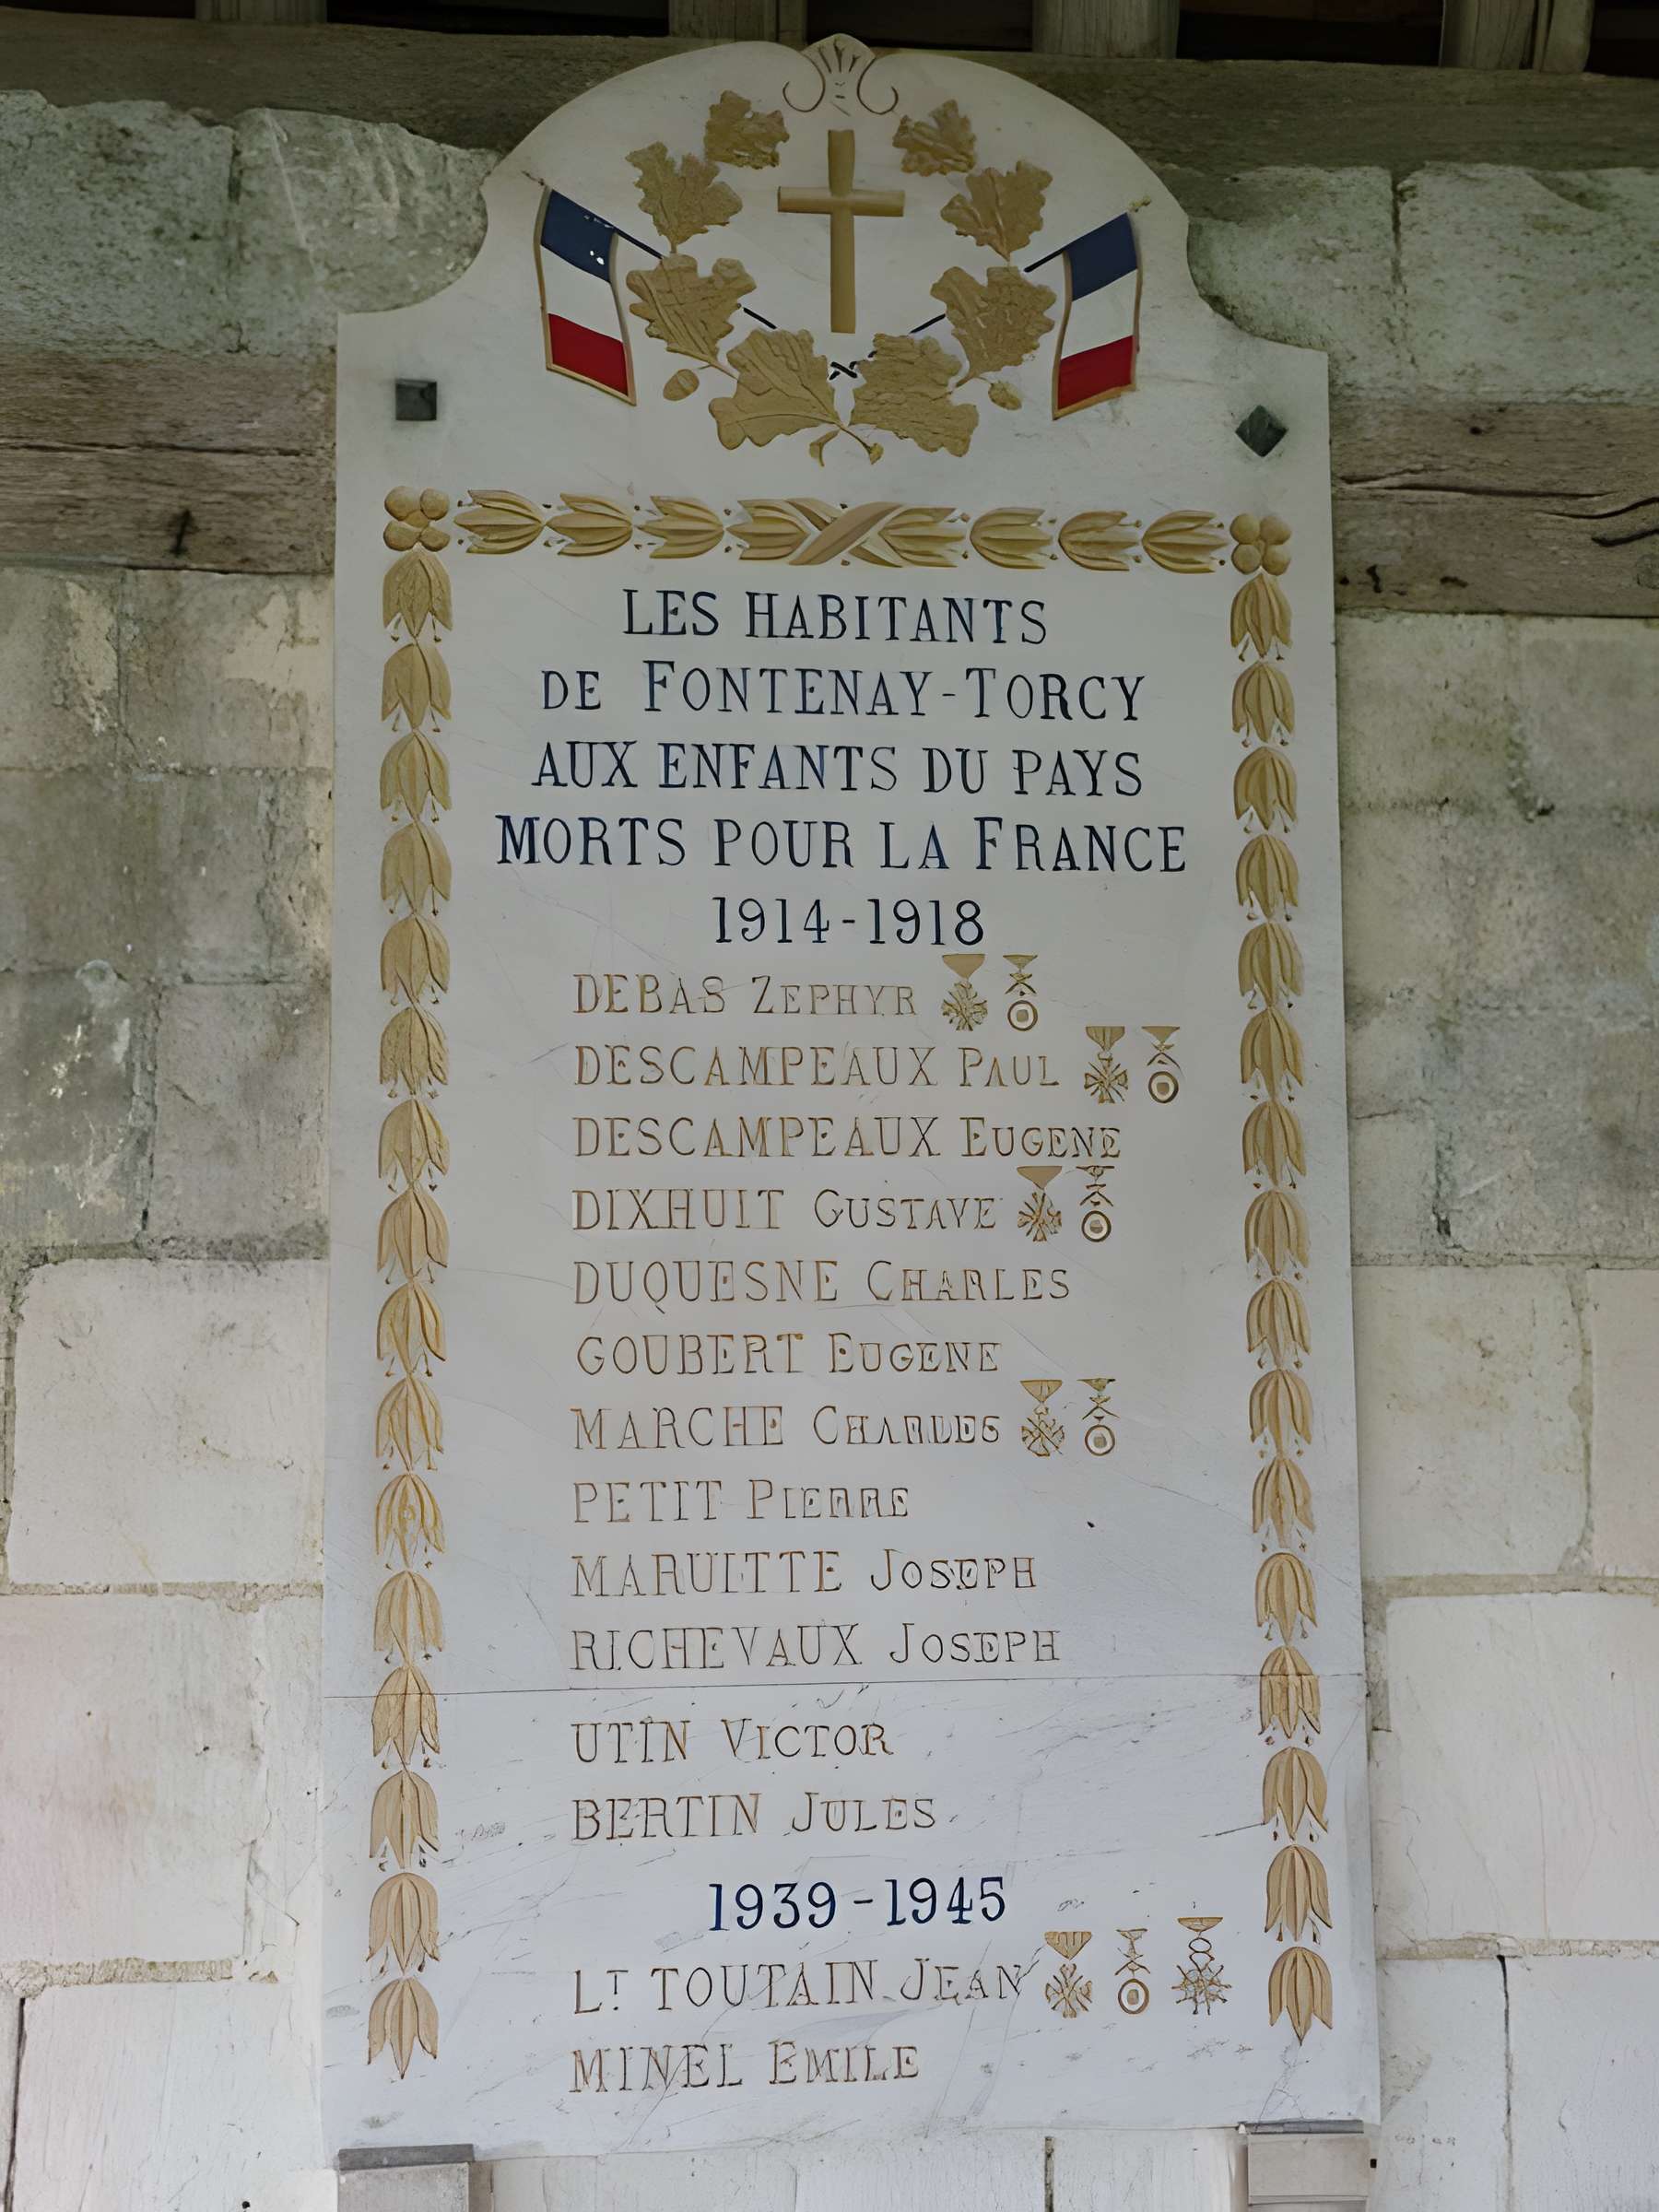 LES HABITANTS
DE FONTENAY-TORCY
AUX ENFANTS DU PAYS
MORTS POUR LA FRANCE
1914-1918
DEBAS ZEPHYR
DESCAMPEAUX PAUL
DESCAMPEAUX EUGENE
DIXHUIT GUSTAVE
DUQUESNE CHARLES
GOUBERT EUGENE
MARCHE CHARLES
PETIT PIERRE
MARUITTE JOSEPH
RICHEVAUX JOSEPH
UTIN VICTOR
BERTIN JULES
1939-1945
LT TOUTAIN JEAN
MINEL EMILE